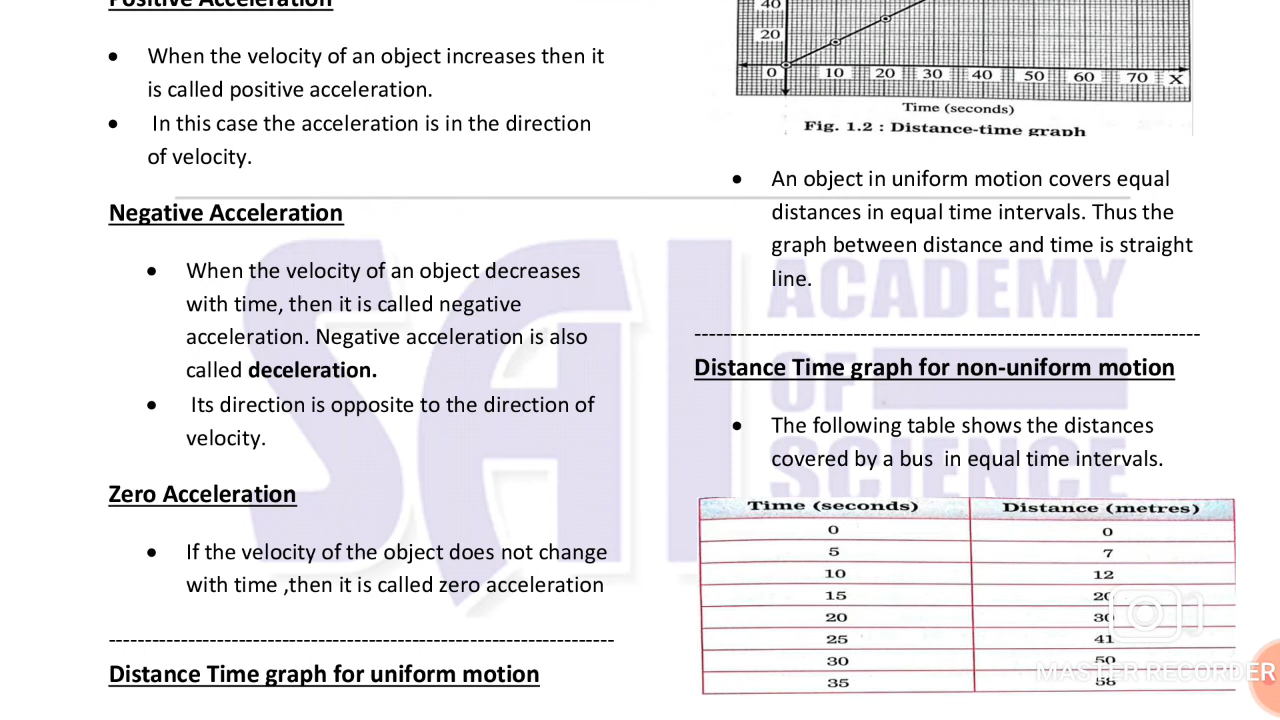 Positive Acceleration
• When the velocity of an object increases then it
is called positive acceleration.
• In this case the acceleration is in the direction
of velocity.
Negative Acceleration
• When the velocity of an object decreases
with time, then it is called negative
acceleration. Negative acceleration is also
called deceleration.
• Its direction is opposite to the direction of
velocity.
Zero Acceleration
• If the velocity of the object does not change
with time ,then it is called zero acceleration
--------------------------------------------------------------------
Distance Time graph for uniform motion
40
20
0 10 20 30 40 50 60 70 X
Time (seconds)
Fig. 1.2 : Distance-time graph
• An object in uniform motion covers equal
distances in equal time intervals. Thus the
graph between distance and time is straight
line.
--------------------------------------------------------------------
Distance Time graph for non-uniform motion
• The following table shows the distances
covered by a bus in equal time intervals.
Time (seconds) Distance (metres)
0 0
5 7
10 12
15 20
20 30
25 41
30 50
35 58
SAI
ACADEMY
OF
SCIENCE
MASTER RECORDER